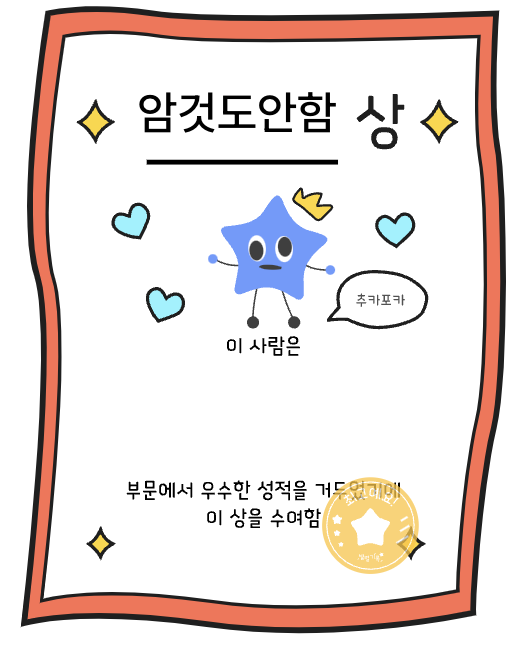 암것도안함 상
추카포카
이 사람은
부문에서 우수한 성적을 거두었기에
이 상을 수여함